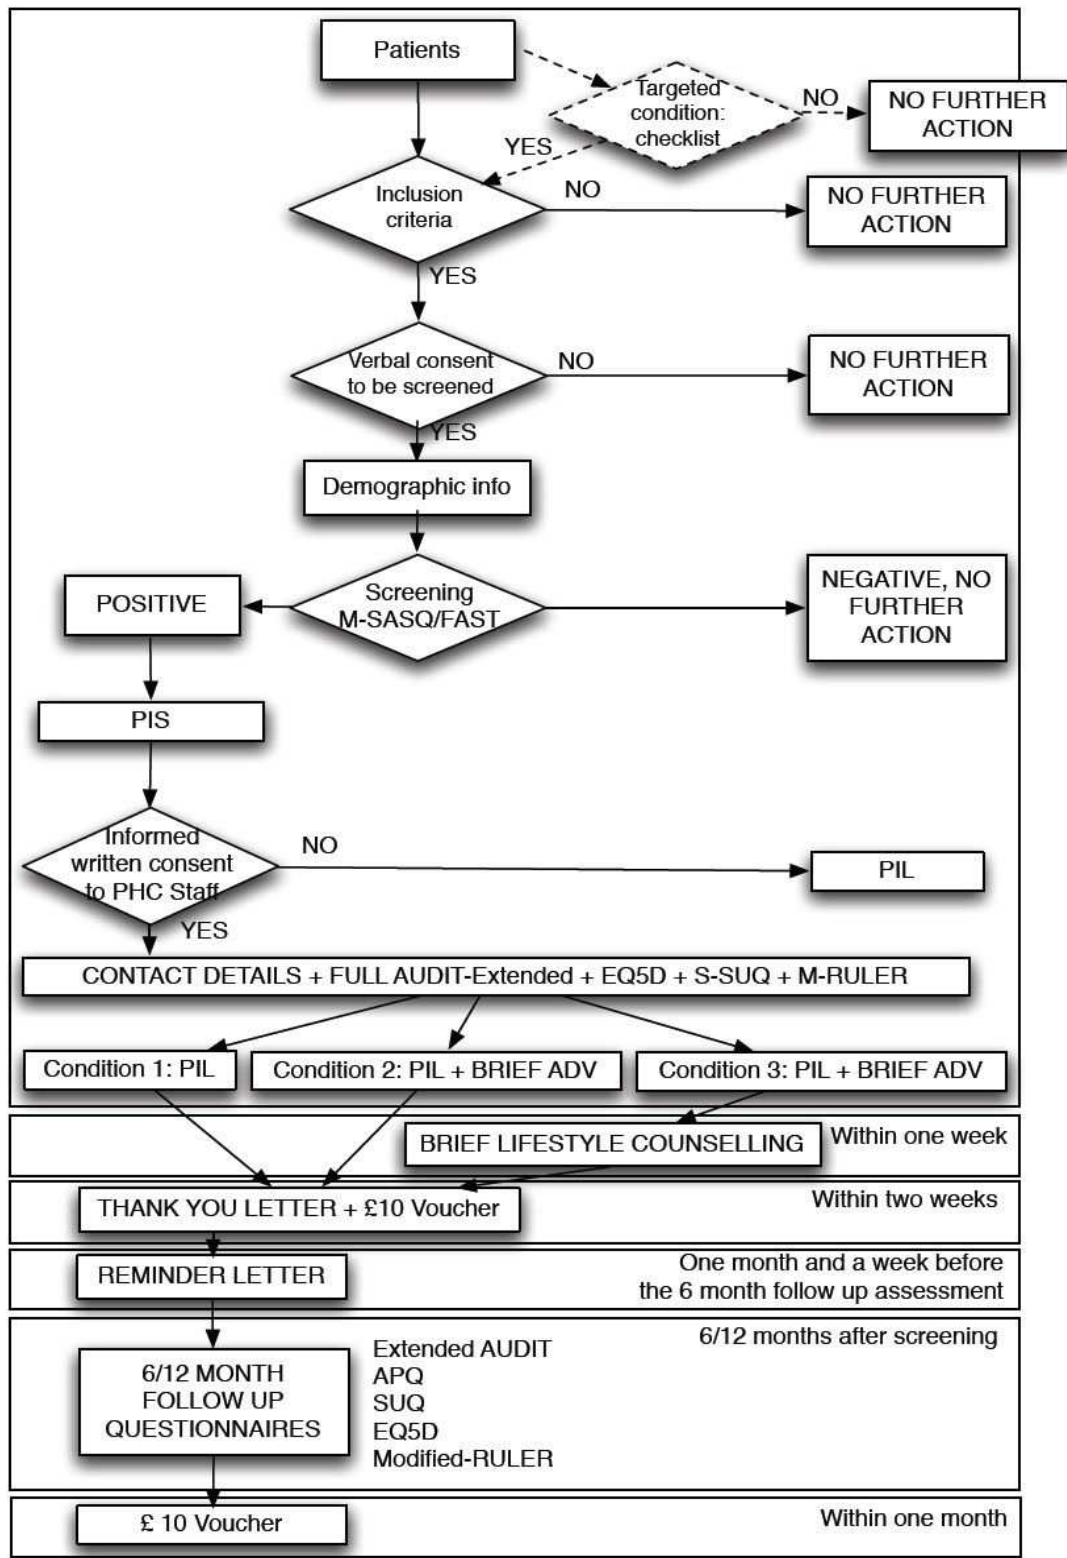 Patients
Targeted
condition:
checklist
NO
NO FURTHER
ACTION
YES
Inclusion
criteria
NO
NO FURTHER
ACTION
YES
Verbal consent
to be screened
NO
NO FURTHER
ACTION
YES
Demographic info
Screening
M-SASQ/FAST
POSITIVE
NEGATIVE, NO
FURTHER
ACTION
PIS
Informed
written consent
to PHC Staff
NO
PIL
YES
CONTACT DETAILS + FULL AUDIT-Extended + EQ5D + S-SUQ + M-RULER
Condition 1: PIL
Condition 2: PIL + BRIEF ADV
Condition 3: PIL + BRIEF ADV
BRIEF LIFESTYLE COUNSELLING
Within one week
THANK YOU LETTER + £10 Voucher
Within two weeks
REMINDER LETTER
One month and a week before
the 6 month follow up assessment
6/12 months after screening
6/12 MONTH
FOLLOW UP
QUESTIONNAIRES
Extended AUDIT
APQ
SUQ
EQ5D
Modified-RULER
£ 10 Voucher
Within one month